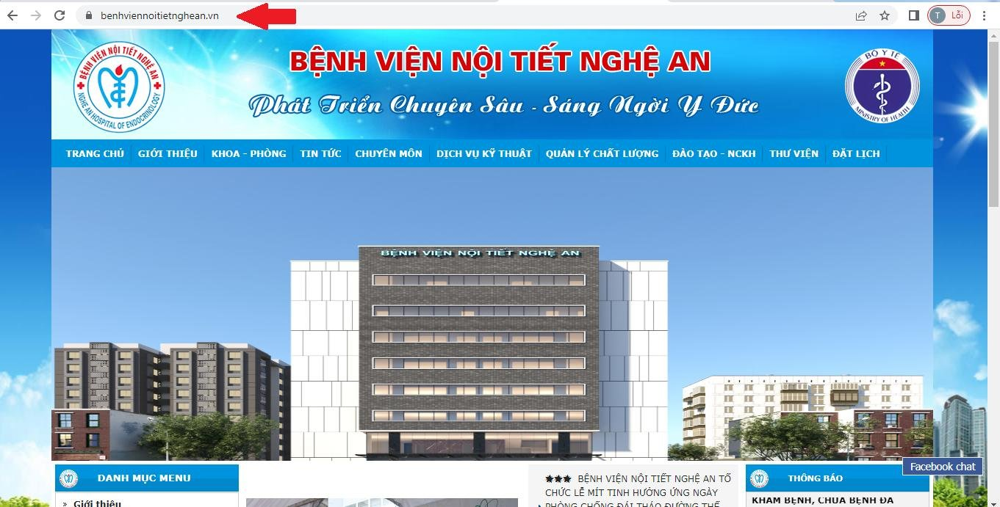 benhviennoitietnghean.vn
T Lỗi
BỆNH VIỆN NỘI TIẾT NGHỆ AN
NGHE AN HOSPITAL OF ENDOCRINOLOGY
BỆNH VIỆN NỘI TIẾT NGHỆ AN
Phát Triển Chuyên Sâu - Sáng Ngời Y Đức
BỘ Y TẾ
MINISTRY OF HEALTH
TRANG CHỦ GIỚI THIỆU KHOA - PHÒNG TIN TỨC CHUYÊN MÔN DỊCH VỤ KỸ THUẬT QUẢN LÝ CHẤT LƯỢNG ĐÀO TẠO - NCKH THƯ VIỆN ĐẶT LỊCH
BỆNH VIỆN NỘI TIẾT NGHỆ AN
Facebook chat
DANH MỤC MENU
» Giới thiệu
★★★ BỆNH VIỆN NỘI TIẾT NGHỆ AN TỔ
CHỨC LỄ MÍT TINH HƯỞNG ỨNG NGÀY
PHÒNG CHỐNG ĐÁI THÁO ĐƯỜNG THẾ
THÔNG BÁO
KHÁM BỆNH, CHỮA BỆNH ĐÃ